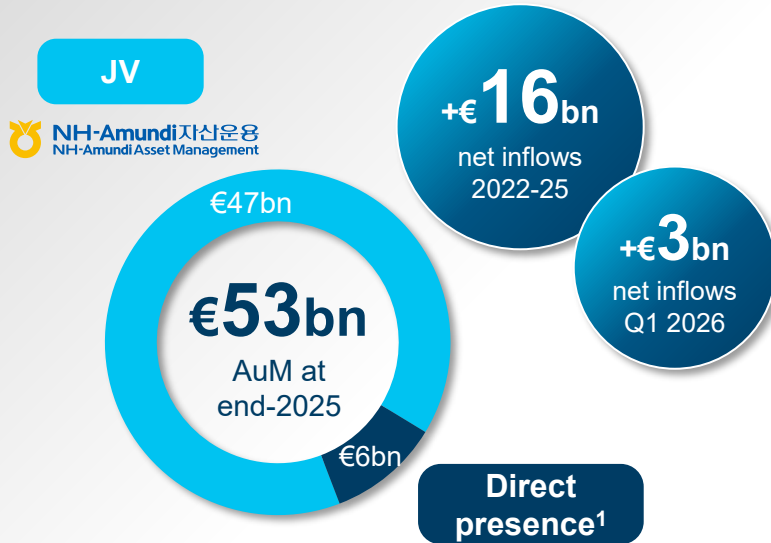 JV
NH-Amundi자산운용
NH-Amundi Asset Management
+€16bn
net inflows
2022-25
+€3bn
net inflows
Q1 2026
€47bn
€53bn
AuM at
end-2025
€6bn
Direct
presence¹